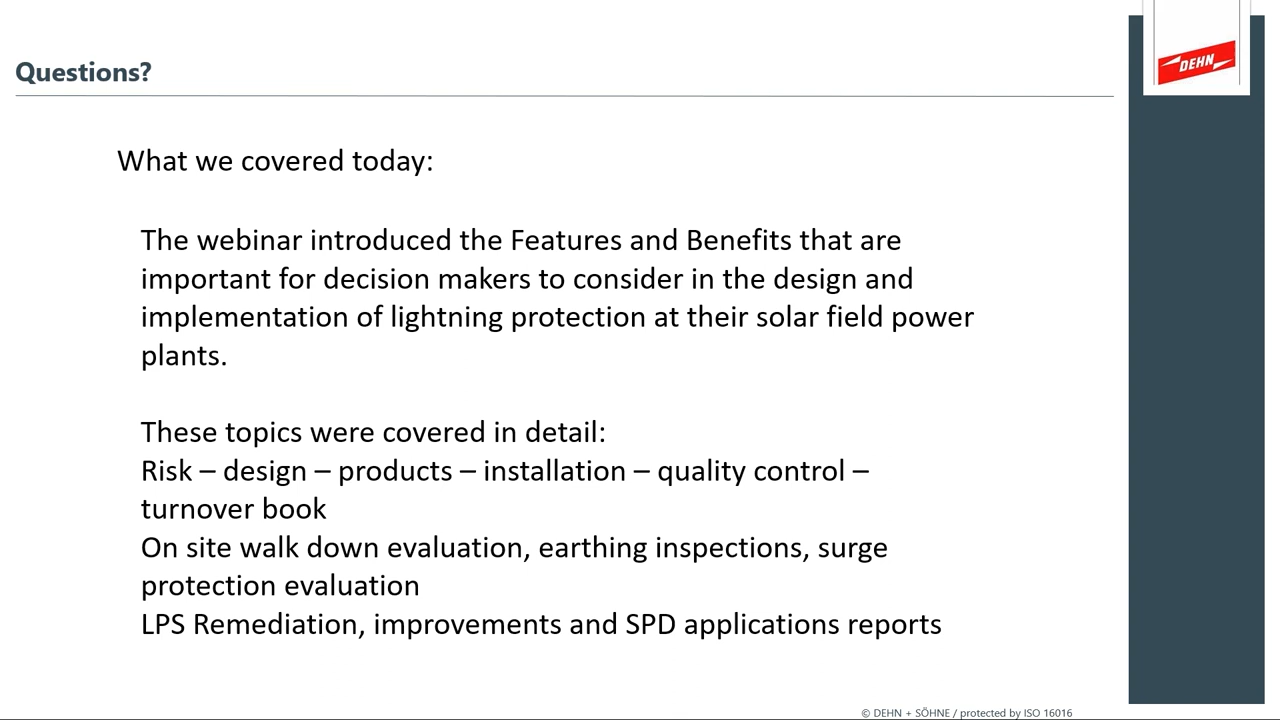 Questions?
DEHN
What we covered today:
The webinar introduced the Features and Benefits that are
important for decision makers to consider in the design and
implementation of lightning protection at their solar field power
plants.
These topics were covered in detail:
Risk – design – products – installation – quality control –
turnover book
On site walk down evaluation, earthing inspections, surge
protection evaluation
LPS Remediation, improvements and SPD applications reports
© DEHN + SÖHNE / protected by ISO 16016